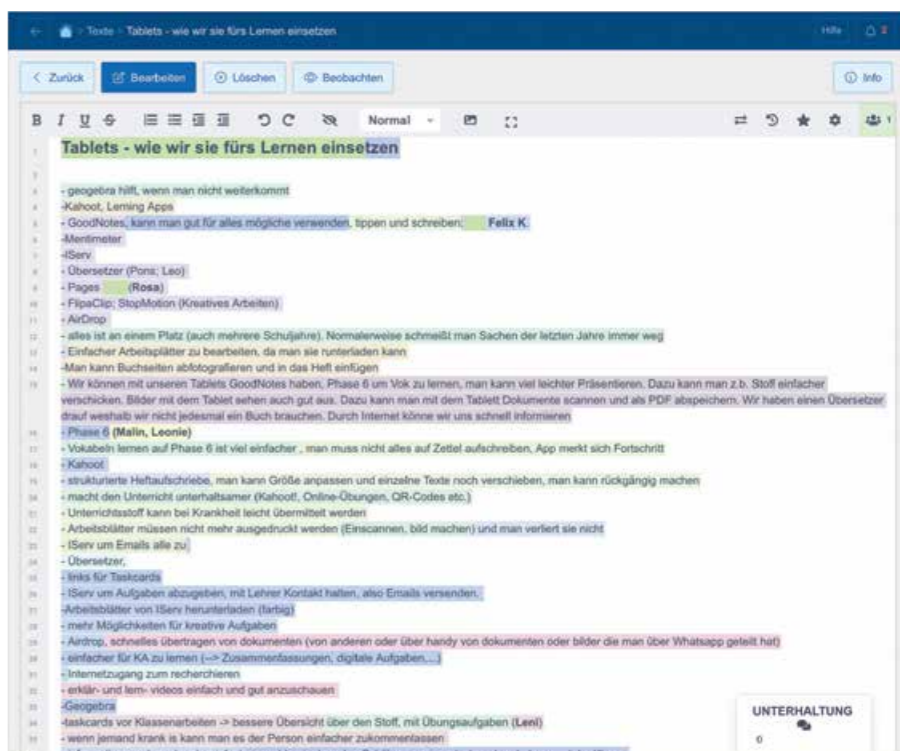 Texte › Tablets - wie wir sie fürs Lernen einsetzen
Hilfe
Zurück
Bearbeiten
Löschen
Beobachten
Info
B I U S
Normal
Tablets - wie wir sie fürs Lernen einsetzen
- geogebra hilft, wenn man nicht weiterkommt
-Kahoot, Lerning Apps
- GoodNotes, kann man gut für alles mögliche verwenden, tippen und schreiben; Felix K.
-Mentimeter
-IServ
- Übersetzer (Pons; Leo)
- Pages (Rosa)
- FlipaClip; StopMotion (Kreatives Arbeiten)
- AirDrop
- alles ist an einem Platz (auch mehrere Schuljahre). Normalerweise schmeißt man Sachen der letzten Jahre immer weg
- Einfacher Arbeitsplätter zu bearbeiten, da man sie runterladen kann
-Man kann Buchseiten abfotografieren und in das Heft einfügen
- Wir können mit unseren Tablets GoodNotes haben, Phase 6 um Vok zu lernen, man kann viel leichter Präsentieren. Dazu kann man z.b. Stoff einfacher
verschicken. Bilder mit dem Tablet sehen auch gut aus. Dazu kann man mit dem Tablett Dokumente scannen und als PDF abspeichern. Wir haben einen Übersetzer
drauf weshalb wir nicht jedesmal ein Buch brauchen. Durch Internet könne wir uns schnell informieren
- Phase 6 (Malin, Leonie)
- Vokabeln lernen auf Phase 6 ist viel einfacher , man muss nicht alles auf Zettel aufschreiben, App merkt sich Fortschritt
- Kahoot
- strukturierte Heftaufschriebe, man kann Größe anpassen und einzelne Texte noch verschieben, man kann rückgängig machen
- macht den Unterricht unterhaltsamer (Kahoot!, Online-Übungen, QR-Codes etc.)
- Unterrichtsstoff kann bei Krankheit leicht übermittelt werden
- Arbeitsblätter müssen nicht mehr ausgedruckt werden (Einscannen, bild machen) und man verliert sie nicht
- IServ um Emails alle zu
- Übersetzer,
- links für Taskcards
- IServ um Aufgaben abzugeben, mit Lehrer Kontakt halten, also Emails versenden.
-Arbeitsblätter von IServ herunterladen (farbig)
- mehr Möglichkeiten für kreative Aufgaben
- Airdrop, schnelles übertragen von dokumenten (von anderen oder über handy von dokumenten oder bilder die man über Whatsapp geteilt hat)
- einfacher für KA zu lernen (--> Zusammenfassungen, digitale Aufgaben,...)
- Internetzugang zum recherchieren
- erklär- und lern- videos einfach und gut anzuschauen
-Geogebra
-taskcards vor Klassenarbeiten -> bessere Übersicht über den Stoff, mit Übungsaufgaben (Leni)
- wenn jemand krank is kann man es der Person einfacher zukommenlassen
UNTERHALTUNG
0